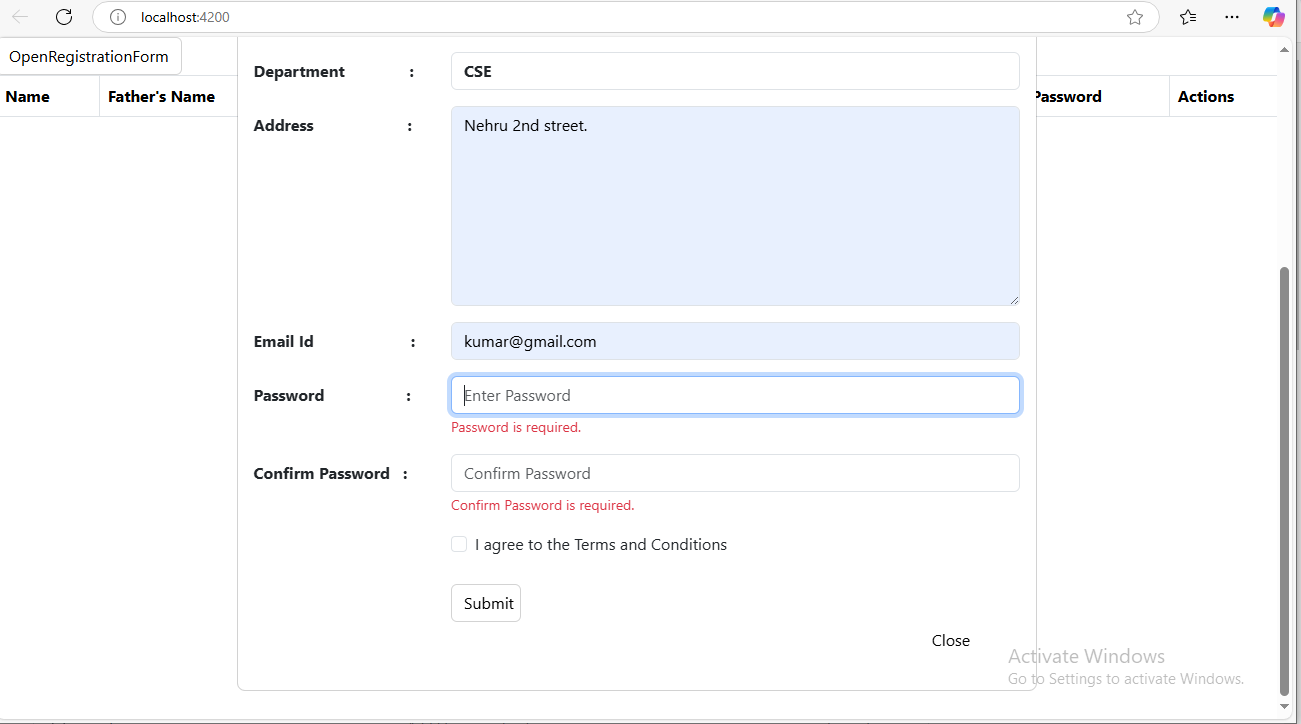 localhost:4200
OpenRegistrationForm
Name Father's Name Password Actions
Department : CSE
Address : Nehru 2nd street.
Email Id : kumar@gmail.com
Password : Enter Password
Password is required.
Confirm Password : Confirm Password
Confirm Password is required.
I agree to the Terms and Conditions
Submit
Close
Activate Windows
Go to Settings to activate Windows.